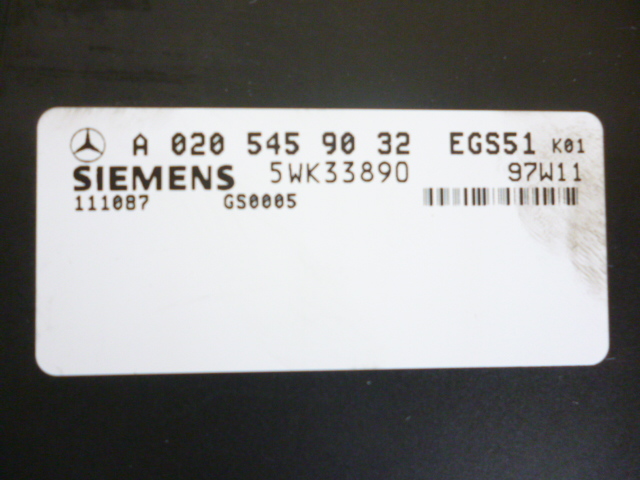 A 020 545 90 32 EGS51 K01
SIEMENS 5WK33890 97W11
111087 GS0005